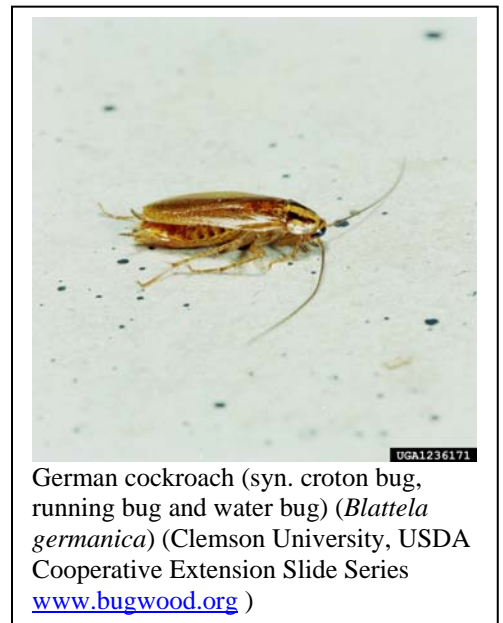 UGA1236171
German cockroach (syn. croton bug,
running bug and water bug) (Blattela
germanica) (Clemson University, USDA
Cooperative Extension Slide Series
www.bugwood.org )